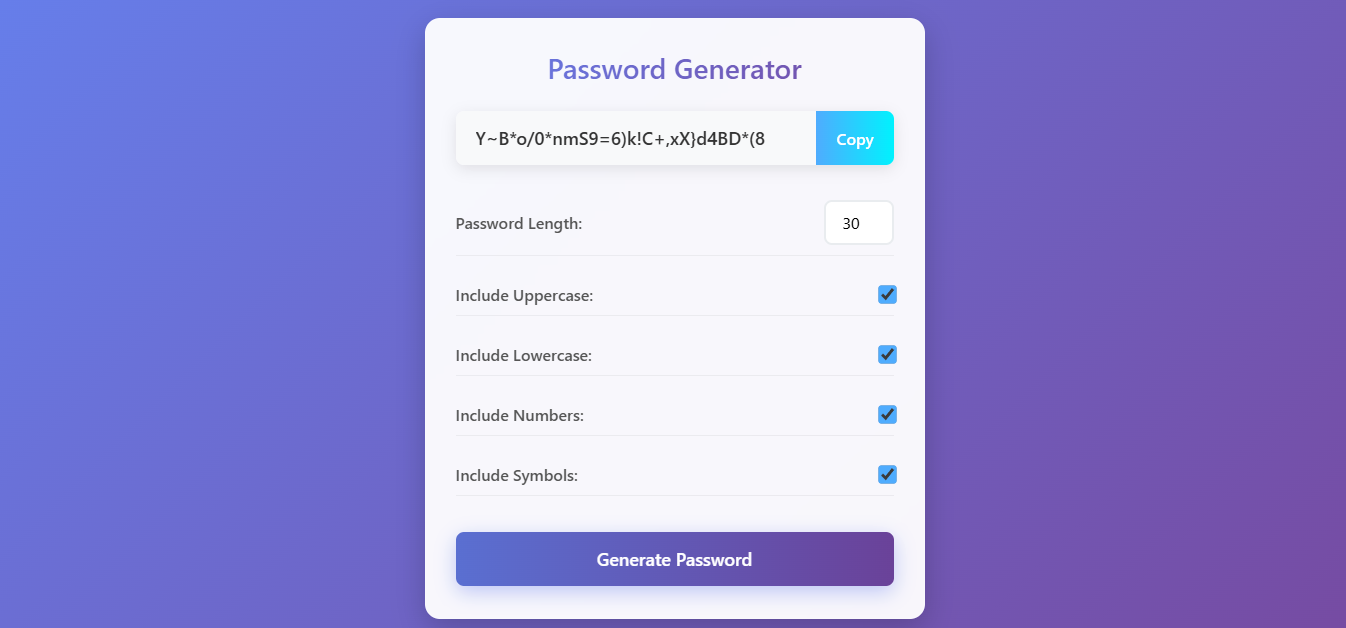 Password Generator
Y~B*o/0*nmS9=6)k!C+,xX}d4BD*(8
Copy
Password Length:
30
Include Uppercase:
Include Lowercase:
Include Numbers:
Include Symbols:
Generate Password